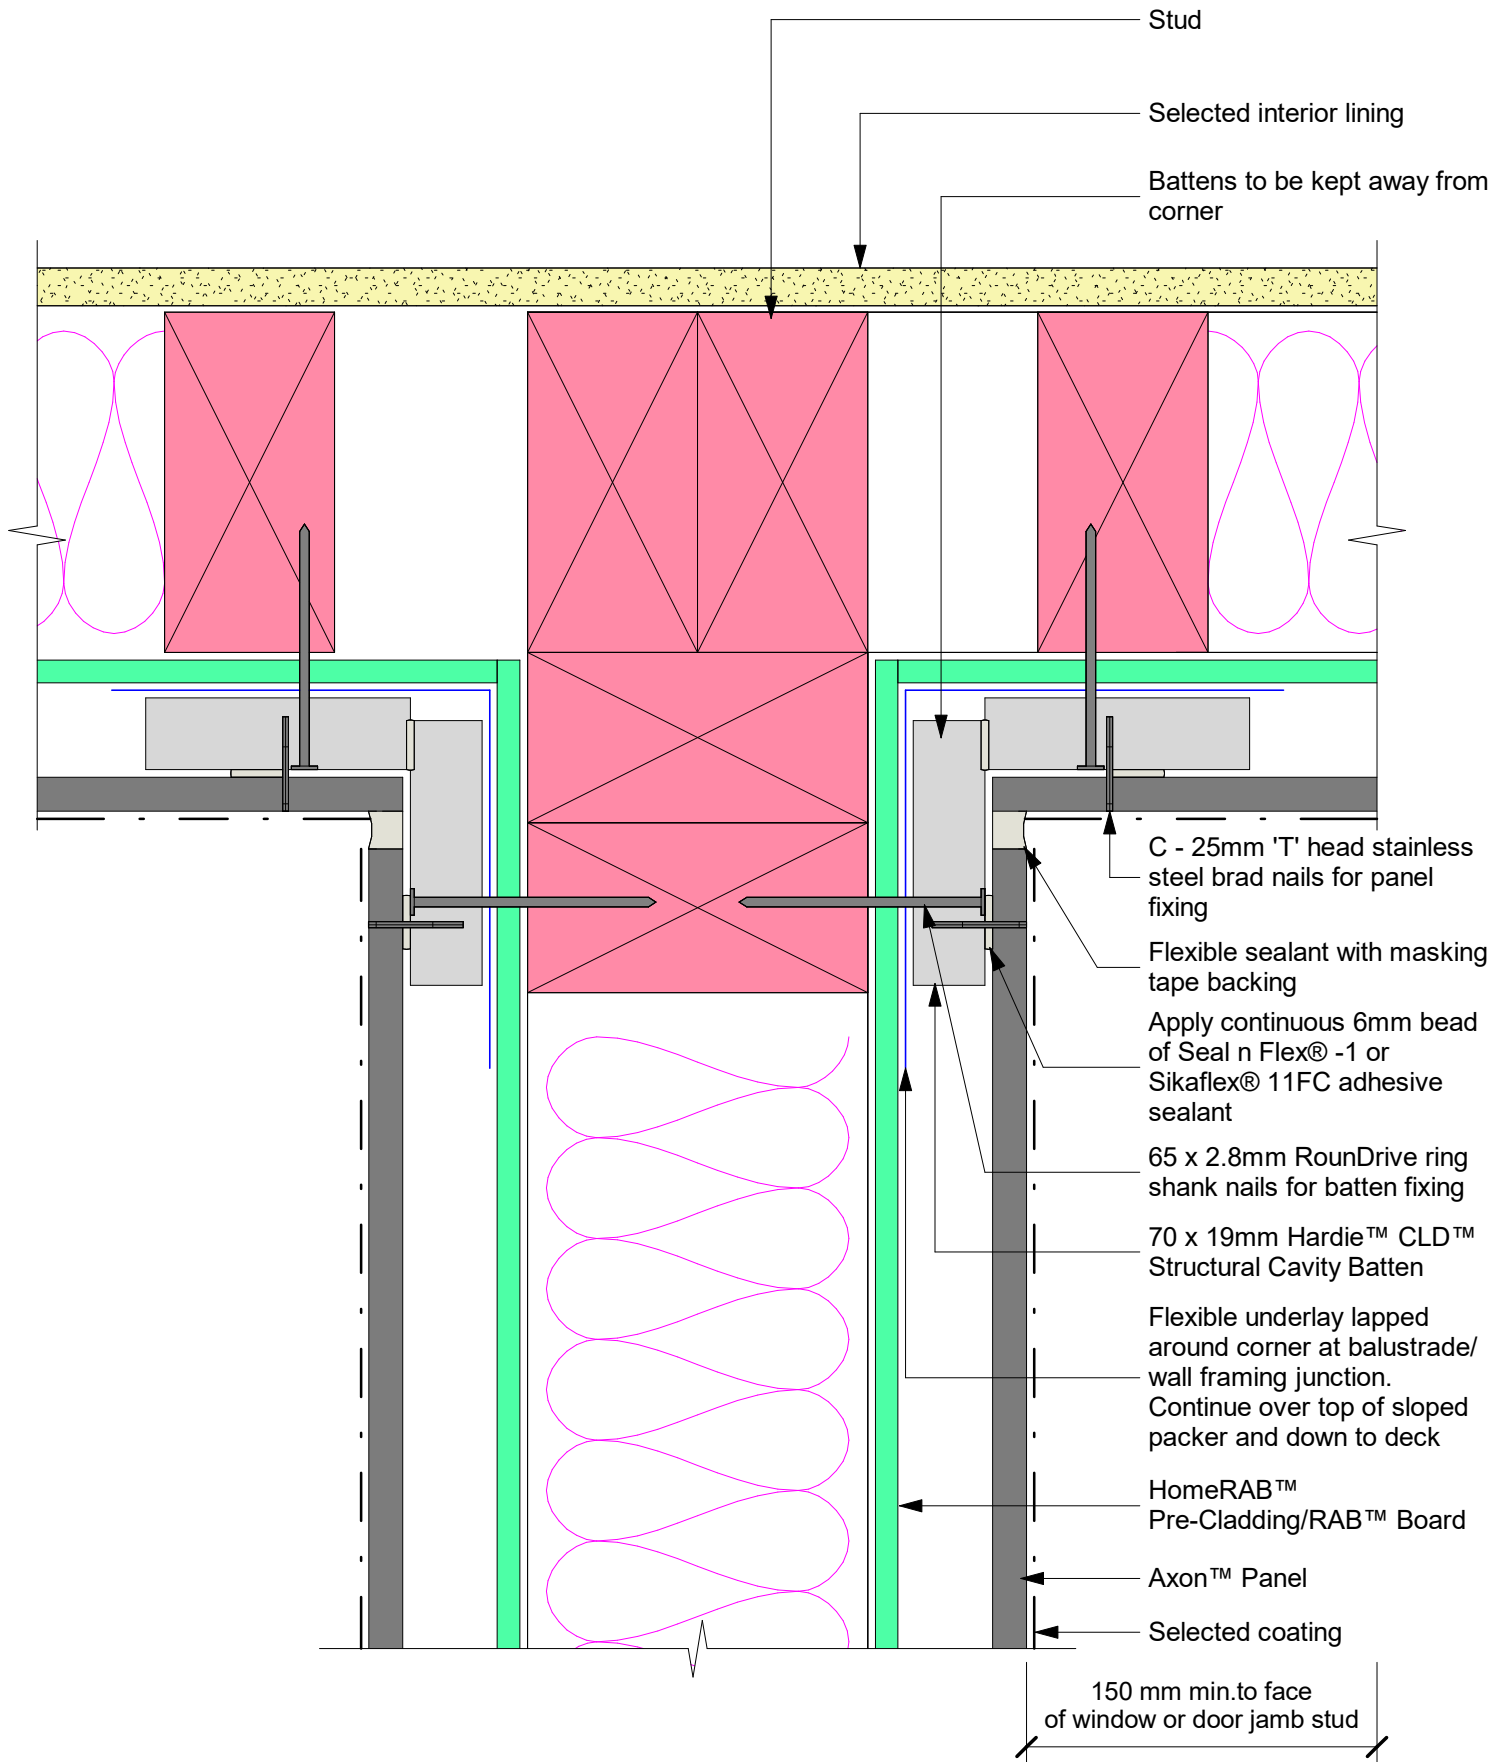 Stud
Selected interior lining
Battens to be kept away from
corner
C - 25mm 'T' head stainless
steel brad nails for panel
fixing
Flexible sealant with masking
tape backing
Apply continuous 6mm bead
of Seal n Flex® -1 or
Sikaflex® 11FC adhesive
sealant
65 x 2.8mm RounDrive ring
shank nails for batten fixing
70 x 19mm Hardie™ CLD™
Structural Cavity Batten
Flexible underlay lapped
around corner at balustrade/
wall framing junction.
Continue over top of sloped
packer and down to deck
HomeRAB™
Pre-Cladding/RAB™ Board
Axon™ Panel
Selected coating
150 mm min.to face
of window or door jamb stud